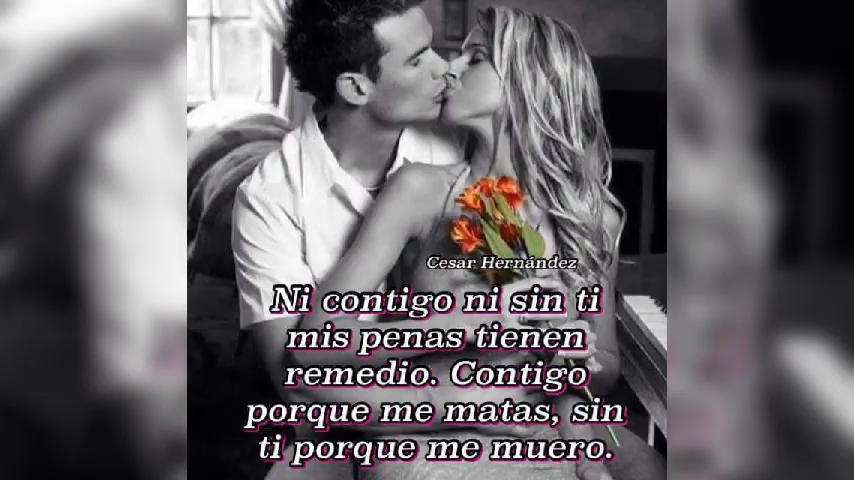 Cesar Hernández
Ni contigo ni sin ti
mis penas tienen
remedio. Contigo
porque me matas, sin
ti porque me muero.